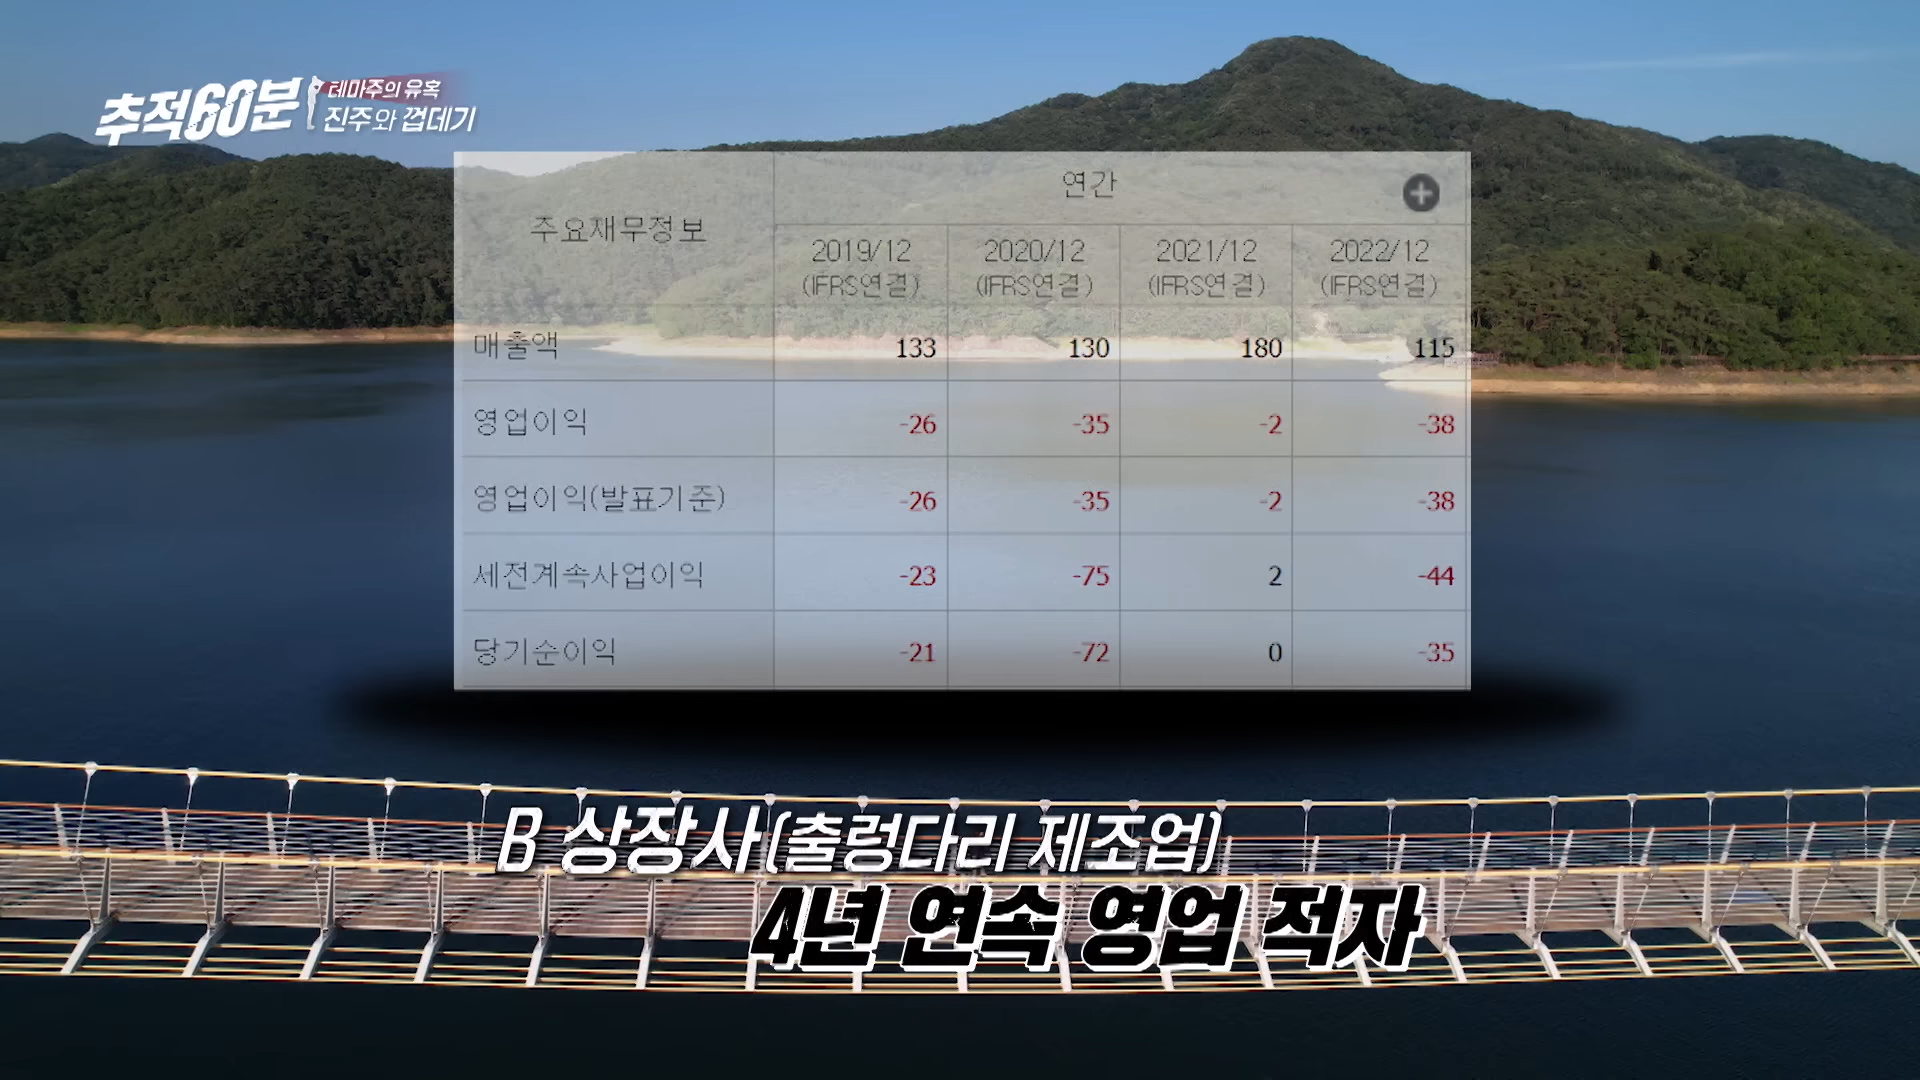 추적60분
테마주의 유혹
진주와 껍데기
주요재무정보 연간
2019/12 2020/12 2021/12 2022/12
(IFRS연결) (IFRS연결) (IFRS연결) (IFRS연결)
매출액 133 130 180 115
영업이익 -26 -35 -2 -38
영업이익(발표기준) -26 -35 -2 -38
세전계속사업이익 -23 -75 2 -44
당기순이익 -21 -72 0 -35
B 상장사(출렁다리 제조업)
4년 연속 영업 적자